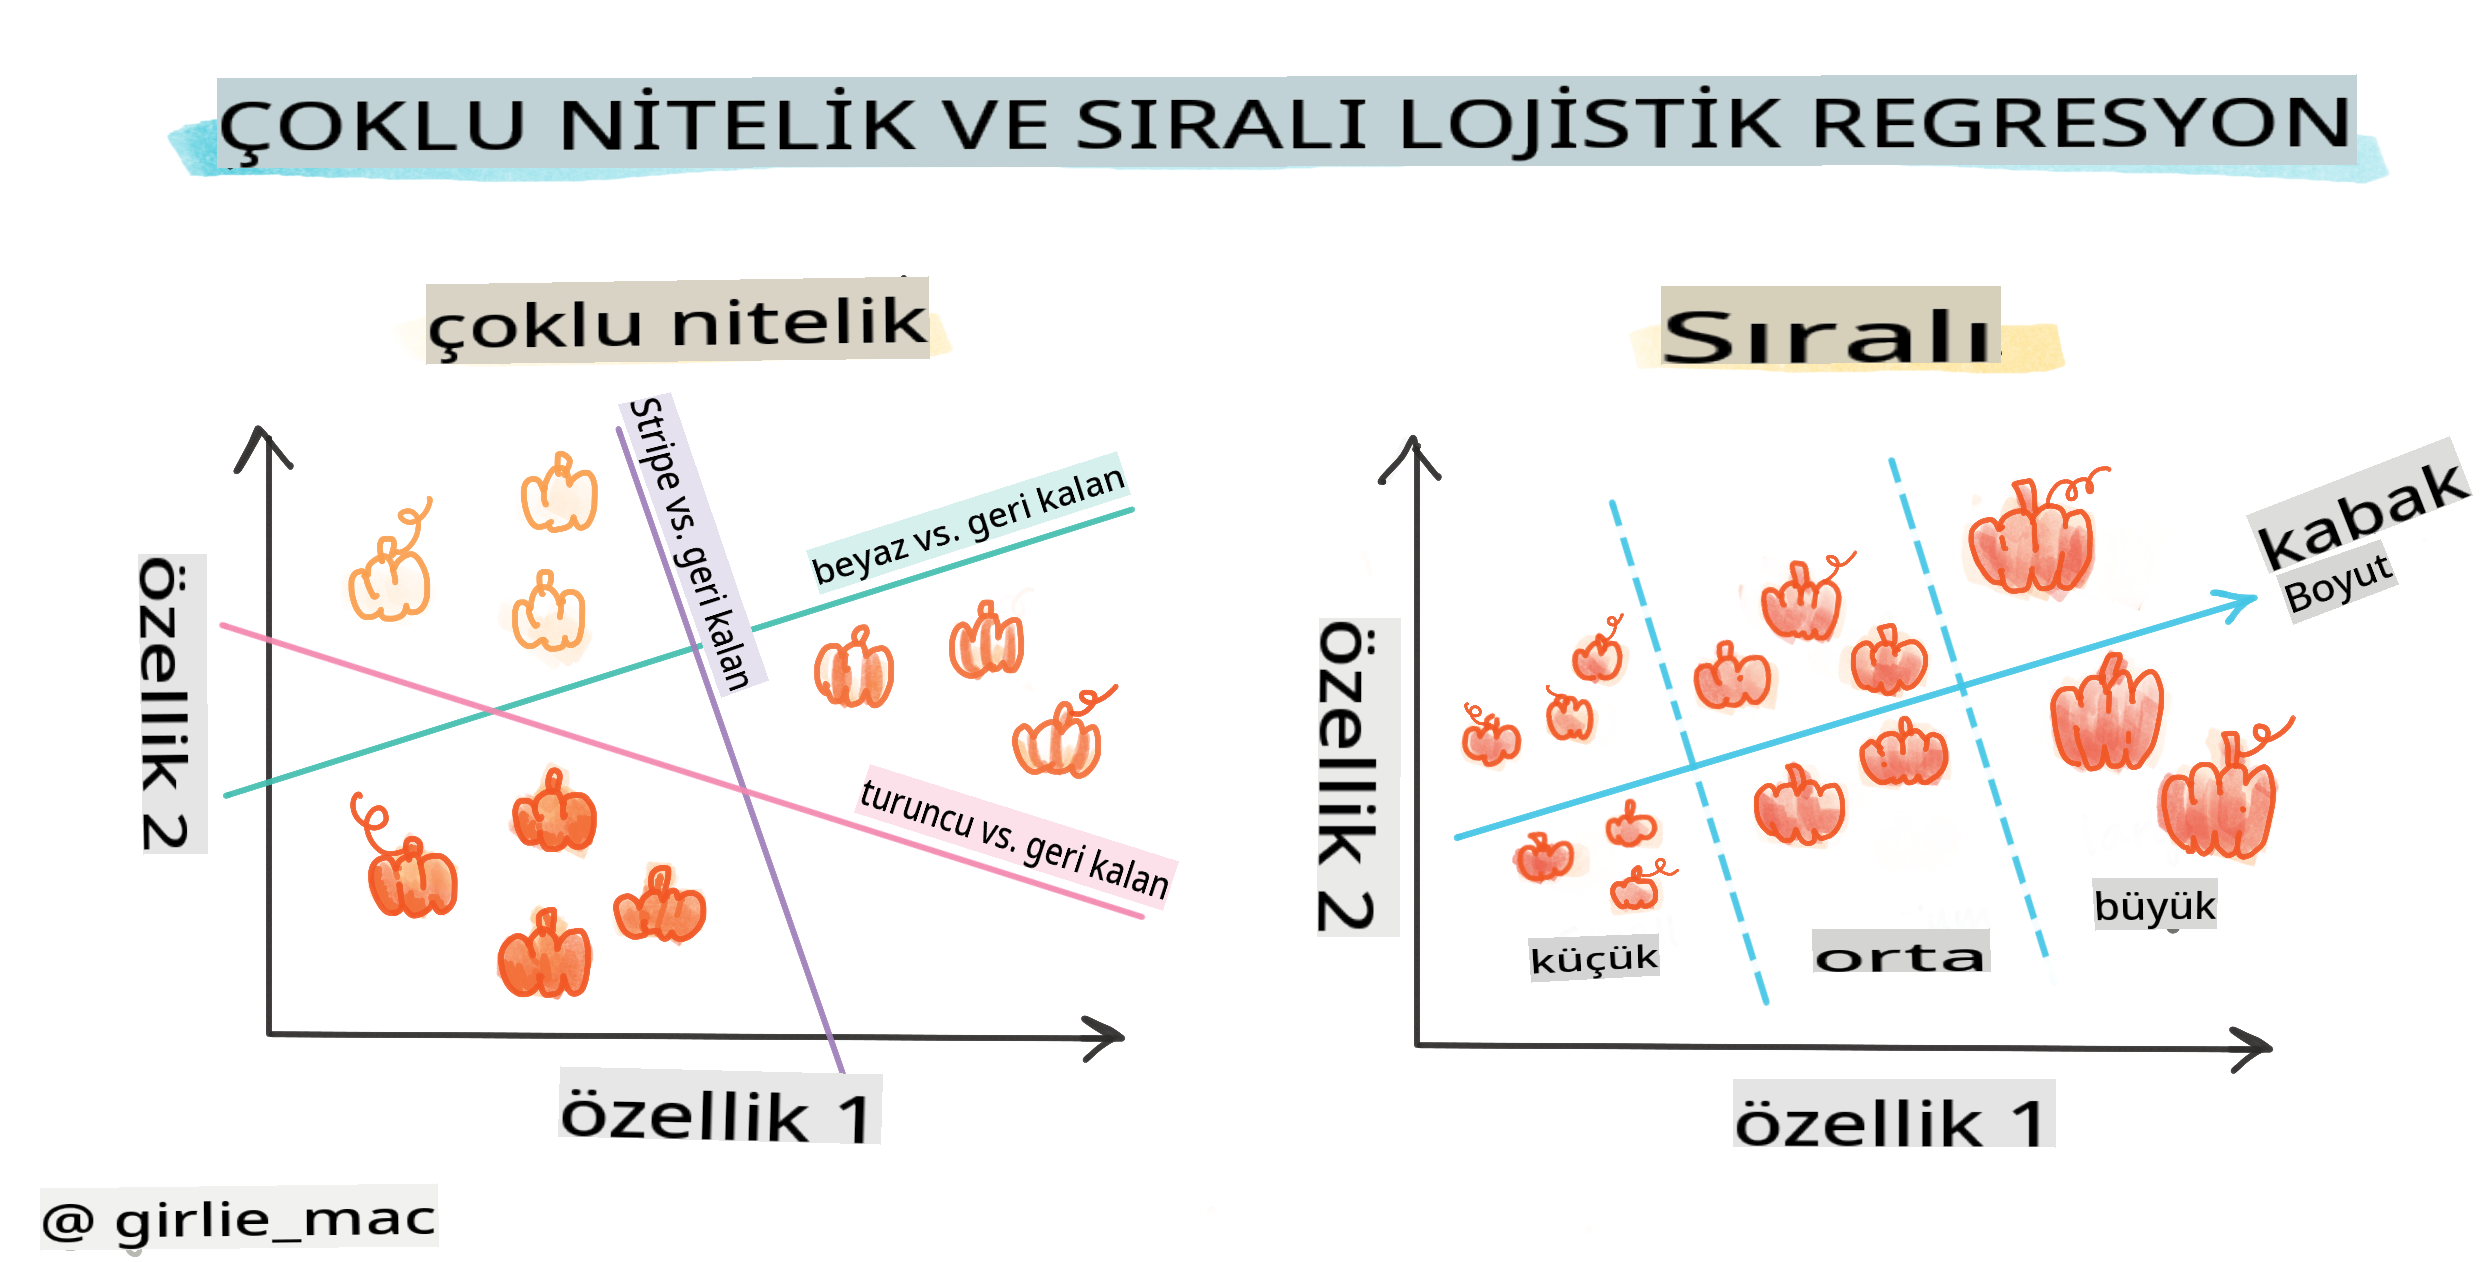 ÇOKLU NİTELİK VE SIRALI LOJİSTİK REGRESYON
çoklu nitelik
Stripe vs. geri kalan
beyaz vs. geri kalan
turuncu vs. geri kalan
özellik 2
özellik 1
Sıralı
kabak
Boyut
özellik 2
küçük
orta
büyük
özellik 1
@ girlie_mac